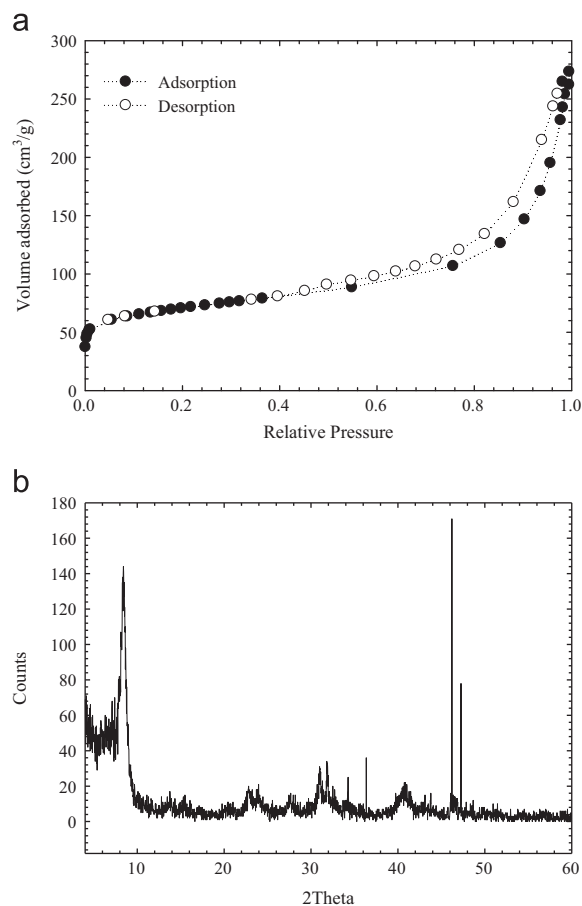 a
300
250
200
150
100
50
0
Volume adsorbed (cm³/g)
Adsorption
Desorption
0.0 0.2 0.4 0.6 0.8 1.0
Relative Pressure
b
180
160
140
120
100
80
60
40
20
0
Counts
10 20 30 40 50 60
2Theta